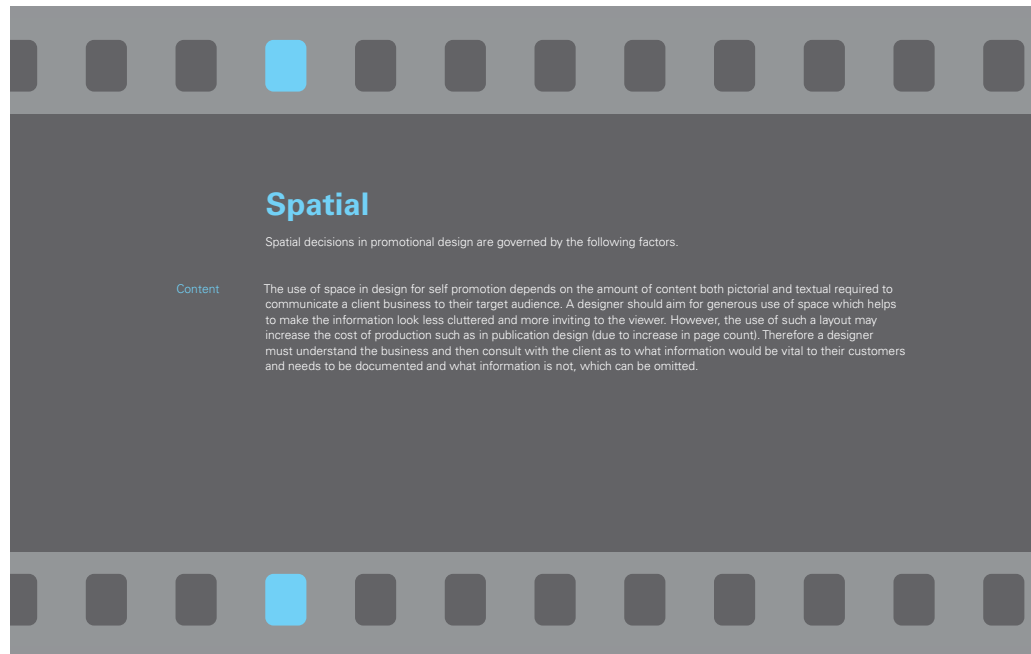 Spatial
Spatial decisions in promotional design are governed by the following factors.
Content
The use of space in design for self promotion depends on the amount of content both pictorial and textual required to
communicate a client business to their target audience. A designer should aim for generous use of space which helps
to make the information look less cluttered and more inviting to the viewer. However, the use of such a layout may
increase the cost of production such as in publication design (due to increase in page count). Therefore a designer
must understand the business and then consult with the client as to what information would be vital to their customers
and needs to be documented and what information is not, which can be omitted.